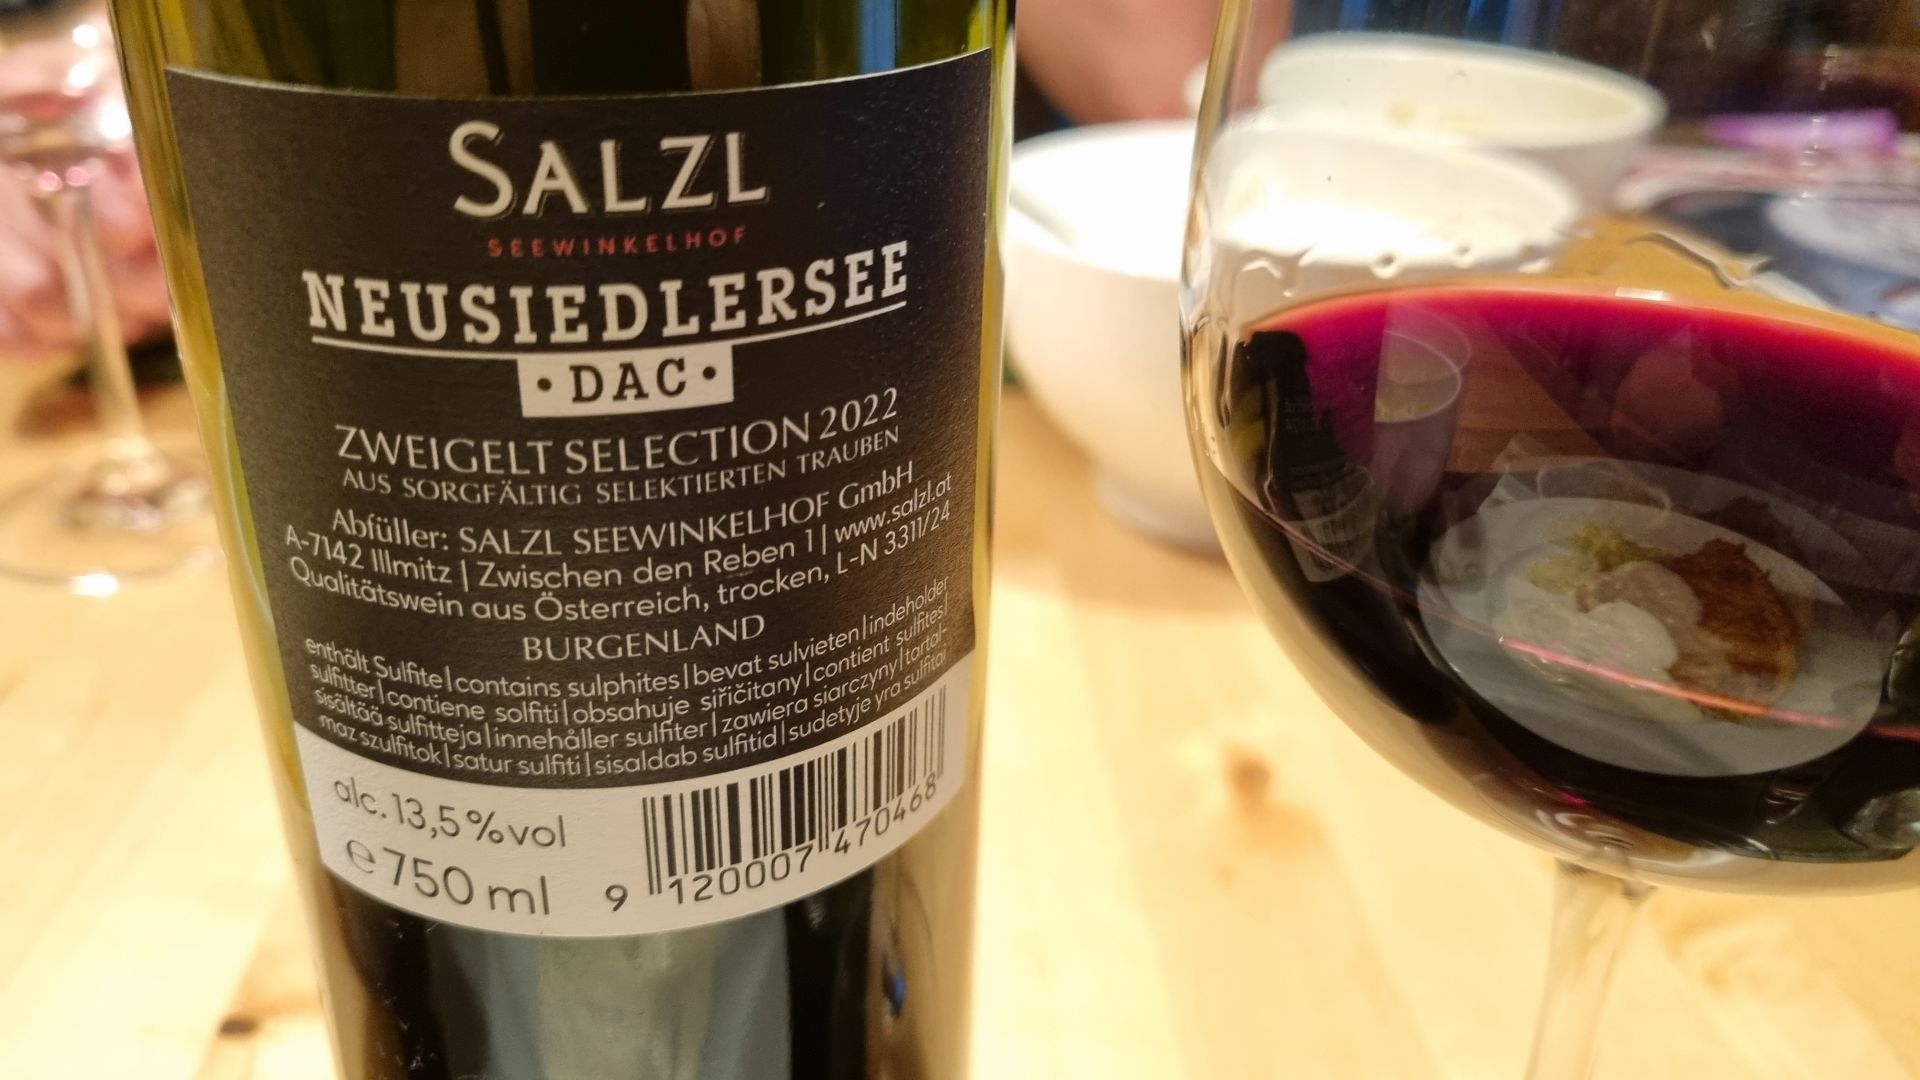 SALZL
SEEWINKELHOF
NEUSIEDLERSEE
• DAC •
ZWEIGELT SELECTION 2022
AUS SORGFÄLTIG SELEKTIERTEN TRAUBEN
Abfüller: SALZL SEEWINKELHOF GmbH
A-7142 Illmitz | Zwischen den Reben 1 | www.salzl.at
Qualitätswein aus Österreich, trocken, L-N 3311/24
BURGENLAND
enthält Sulfite | contains sulphites | bevat sulvieten | indeholder
sulfitter | contiene solfiti | obsahuje siřičitany | contient sulfites |
sisältää sulfitteja | innehåller sulfiter | zawiera siarczyny | tartal-
maz szulfitok | satur sulfiti | sisaldab sulfitid | sudetyje yra sulfitai
alc. 13,5 % vol
e 750 ml
9 120007 470468